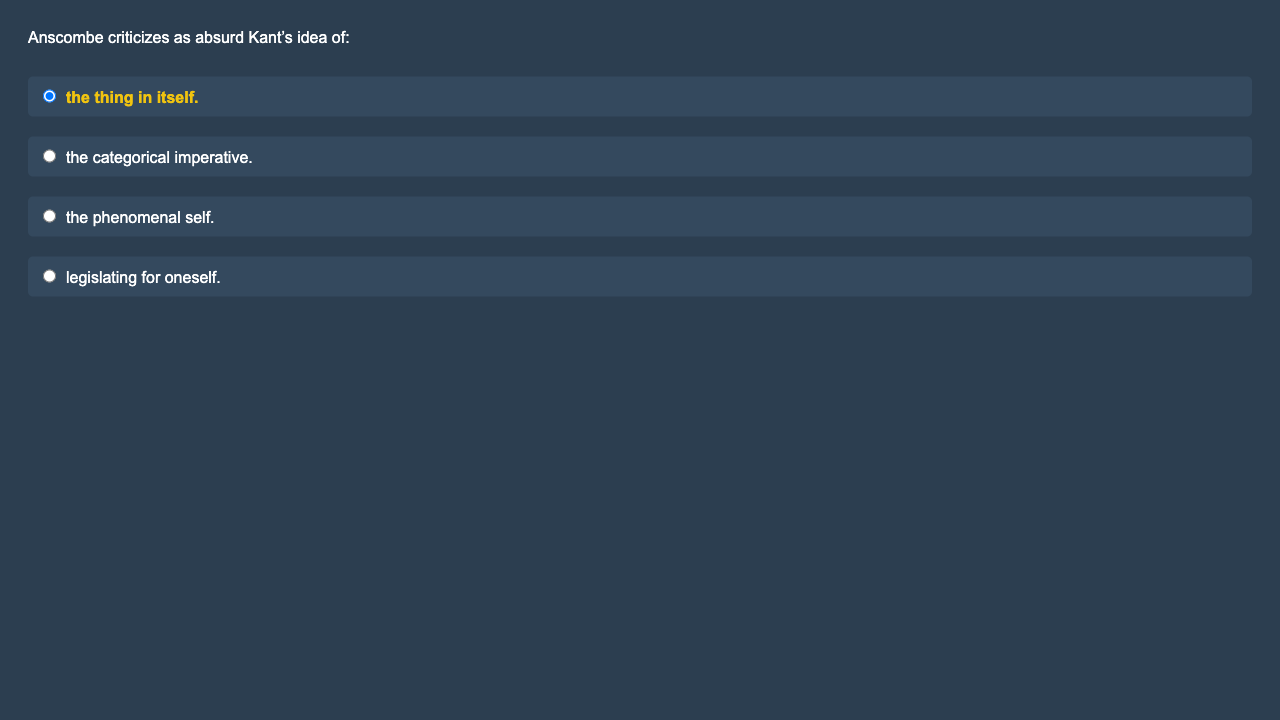 Anscombe criticizes as absurd Kant’s idea of:
the thing in itself.
the categorical imperative.
the phenomenal self.
legislating for oneself.